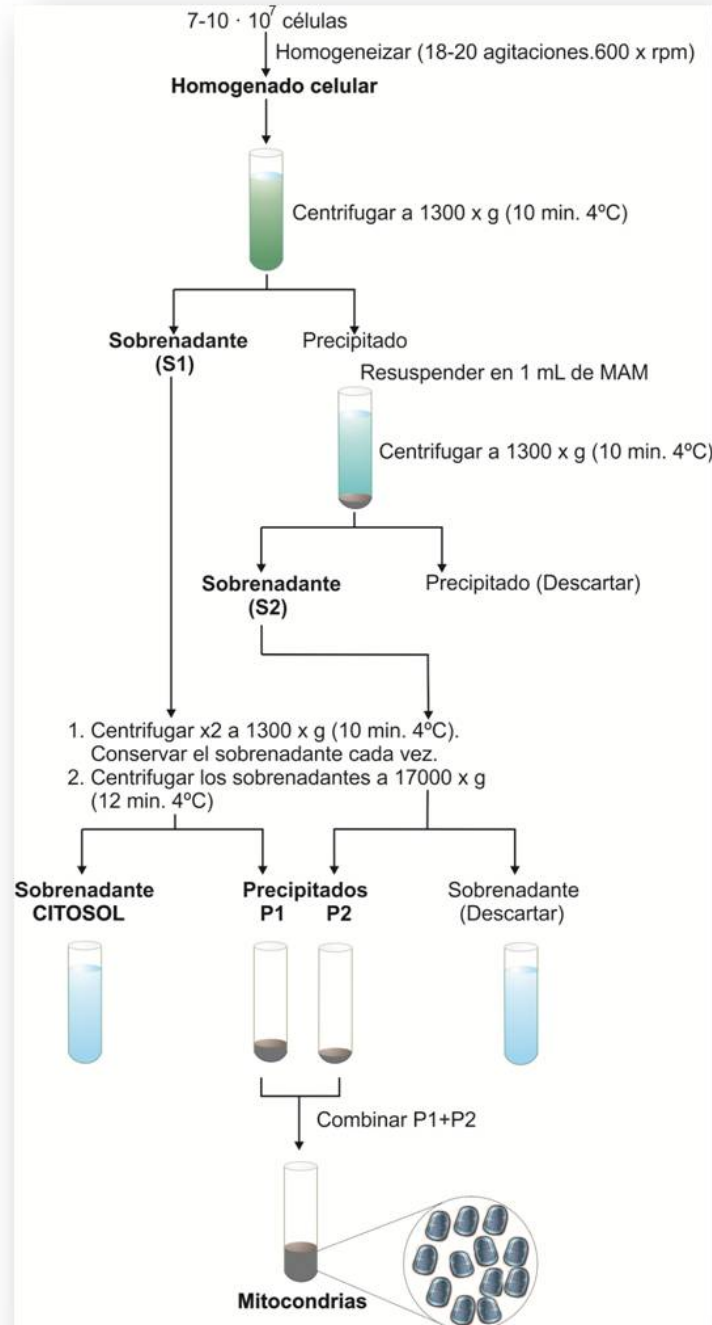 7-10 · 10⁷ células
Homogeneizar (18-20 agitaciones.600 x rpm)
Homogenado celular
Centrifugar a 1300 x g (10 min. 4ºC)
Sobrenadante
(S1)
Precipitado
Resuspender en 1 mL de MAM
Centrifugar a 1300 x g (10 min. 4ºC)
Sobrenadante
(S2)
Precipitado (Descartar)
1. Centrifugar x2 a 1300 x g (10 min. 4ºC).
Conservar el sobrenadante cada vez.
2. Centrifugar los sobrenadantes a 17000 x g
(12 min. 4ºC)
Sobrenadante
CITOSOL
Precipitados
P1 P2
Sobrenadante
(Descartar)
Combinar P1+P2
Mitocondrias